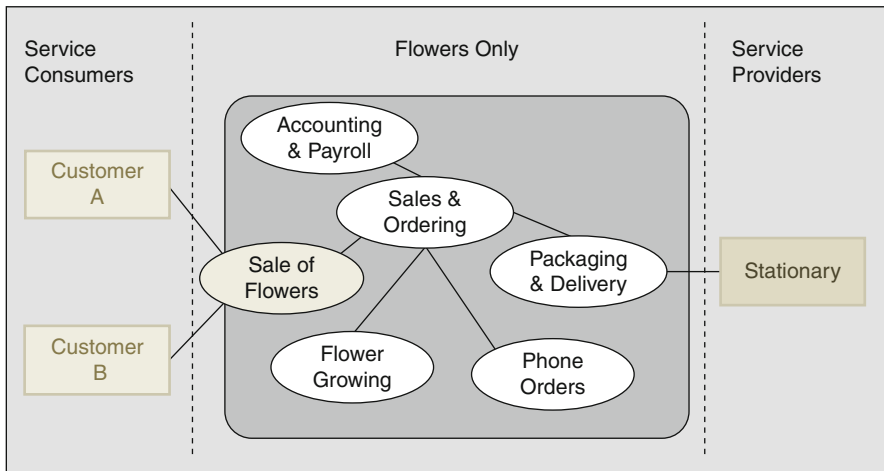 Service
Consumers
Flowers Only
Service
Providers
Accounting
& Payroll
Customer
A
Sales &
Ordering
Sale of
Flowers
Packaging
& Delivery
Stationary
Customer
B
Flower
Growing
Phone
Orders